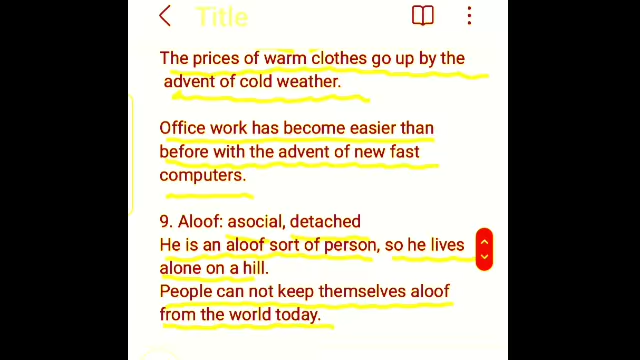 Title
The prices of warm clothes go up by the
advent of cold weather.
Office work has become easier than
before with the advent of new fast
computers.
9. Aloof: asocial, detached
He is an aloof sort of person, so he lives
alone on a hill.
People can not keep themselves aloof
from the world today.